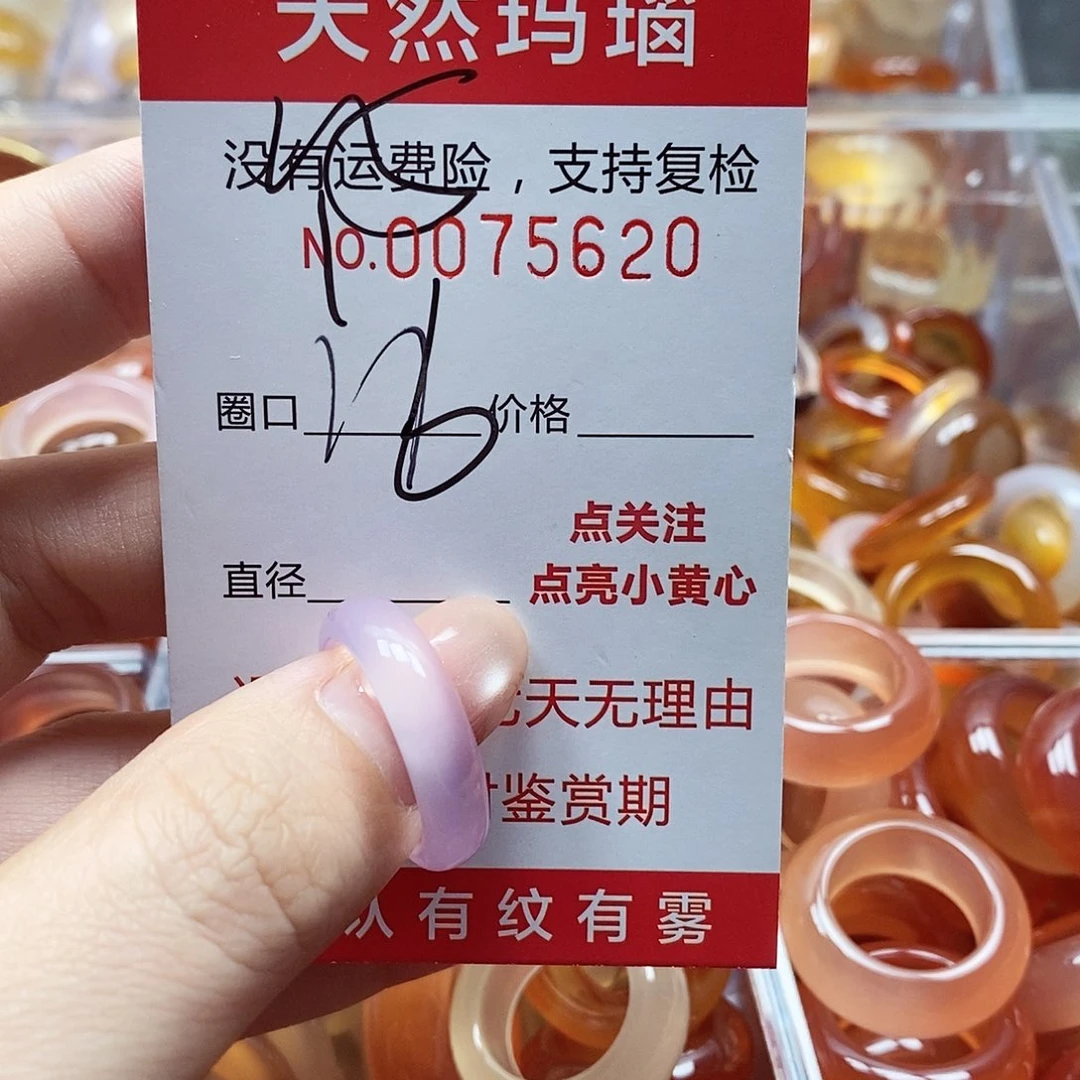 天然玛瑙
没有运费险，支持复检
NO.0075620
圈口 价格
点关注
直径 点亮小黄心
天无理由
鉴赏期
有纹有雾